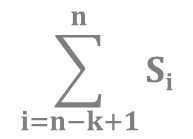 n
∑ Sᵢ
i=n−k+1